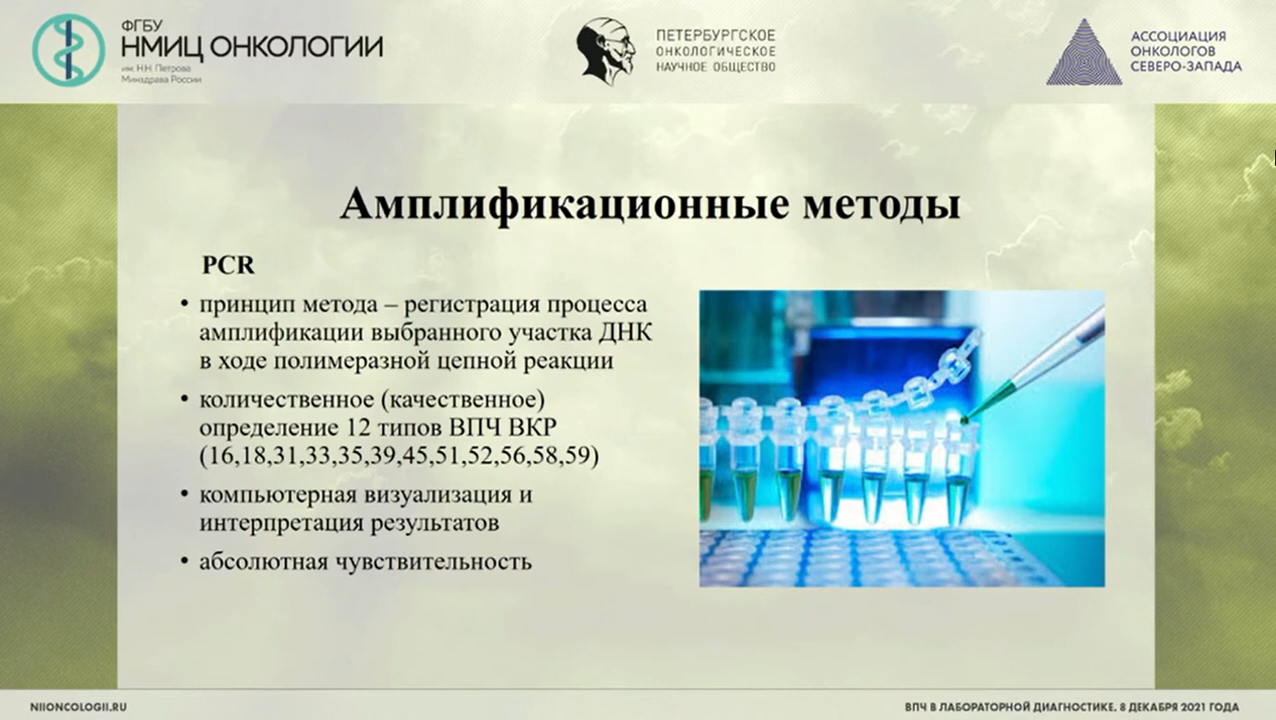 ФГБУ
НМИЦ ОНКОЛОГИИ
им. Н.Н. Петрова
Минздрава России
ПЕТЕРБУРГСКОЕ
ОНКОЛОГИЧЕСКОЕ
НАУЧНОЕ ОБЩЕСТВО
АССОЦИАЦИЯ
ОНКОЛОГОВ
СЕВЕРО-ЗАПАДА
Амплификационные методы
PCR
• принцип метода – регистрация процесса
амплификации выбранного участка ДНК
в ходе полимеразной цепной реакции
• количественное (качественное)
определение 12 типов ВПЧ ВКР
(16,18,31,33,35,39,45,51,52,56,58,59)
• компьютерная визуализация и
интерпретация результатов
• абсолютная чувствительность
NIIONCOLOGII.RU
ВПЧ В ЛАБОРАТОРНОЙ ДИАГНОСТИКЕ. 8 ДЕКАБРЯ 2021 ГОДА